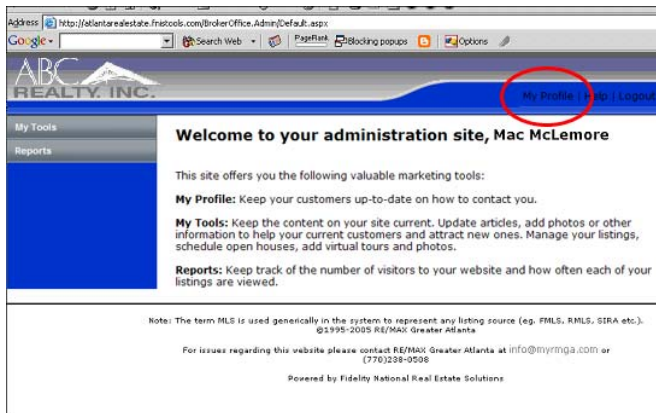 Address http://atlantarealestate.fnistools.com/BrokerOffice.Admin/Default.aspx
Google Search Web PageRank Blocking popups Options
ABC
REALTY. INC.
My Profile | Help | Logout
My Tools
Reports
Welcome to your administration site, Mac McLemore
This site offers you the following valuable marketing tools:
My Profile: Keep your customers up-to-date on how to contact you.
My Tools: Keep the content on your site current. Update articles, add photos or other
information to help your current customers and attract new ones. Manage your listings,
schedule open houses, add virtual tours and photos.
Reports: Keep track of the number of visitors to your website and how often each of your
listings are viewed.
Note: The term MLS is used generically in the system to represent any listing source (eg. FMLS, RMLS, SIRA etc.).
©1995-2005 RE/MAX Greater Atlanta
For issues regarding this website please contact RE/MAX Greater Atlanta at info@myrmga.com or
(770)238-0508
Powered by Fidelity National Real Estate Solutions